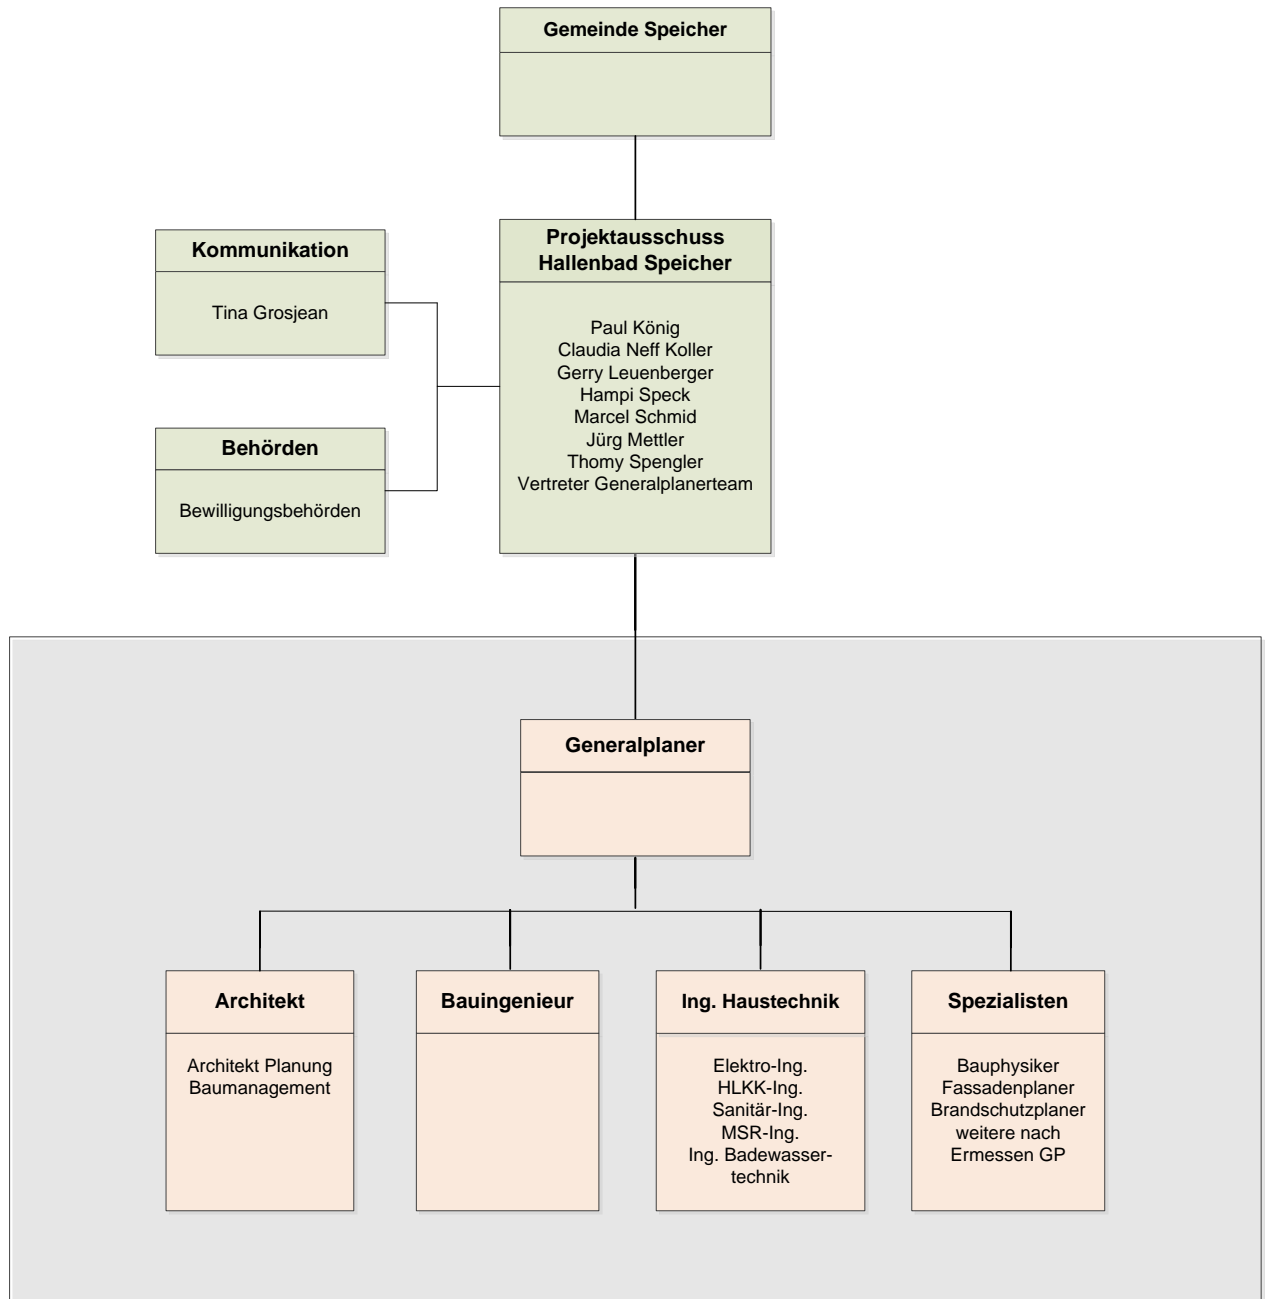 Gemeinde Speicher
Kommunikation
Tina Grosjean
Projektausschuss
Hallenbad Speicher
Paul König
Claudia Neff Koller
Gerry Leuenberger
Hampi Speck
Marcel Schmid
Jürg Mettler
Thomy Spengler
Vertreter Generalplanerteam
Behörden
Bewilligungsbehörden
Generalplaner
Architekt
Architekt Planung
Baumanagement
Bauingenieur
Ing. Haustechnik
Elektro-Ing.
HLKK-Ing.
Sanitär-Ing.
MSR-Ing.
Ing. Badewasser-
technik
Spezialisten
Bauphysiker
Fassadenplaner
Brandschutzplaner
weitere nach
Ermessen GP